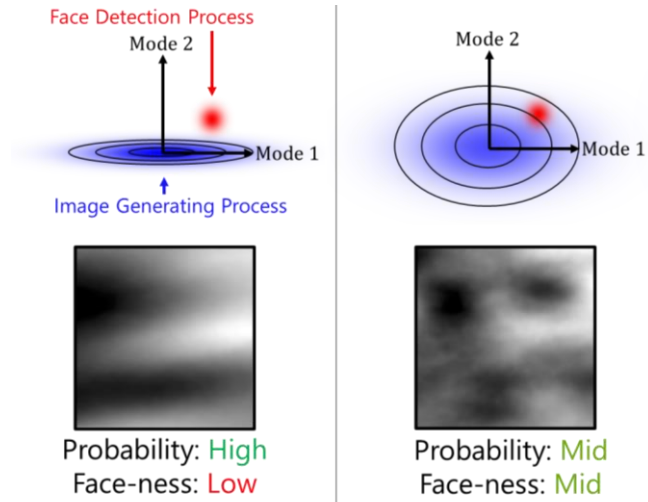 Face Detection Process
Mode 2
Mode 1
Image Generating Process
Probability: High
Face-ness: Low
Mode 2
Mode 1
Probability: Mid
Face-ness: Mid